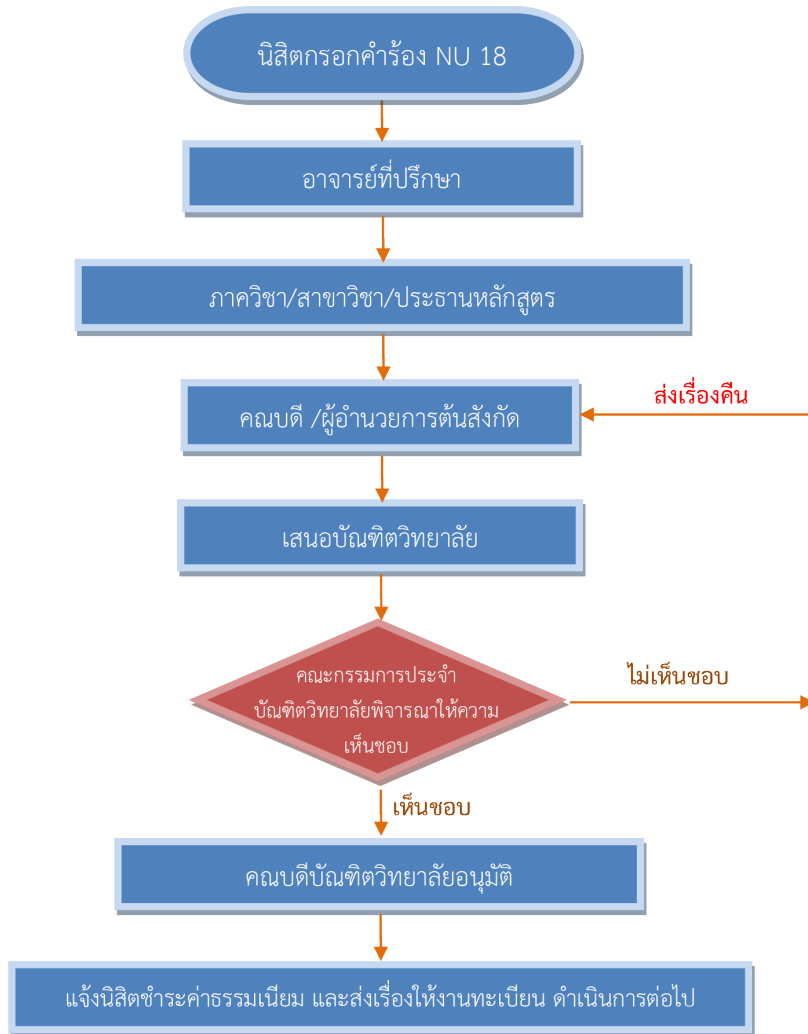 นิสิตกรอกคำร้อง NU 18
อาจารย์ที่ปรึกษา
ภาควิชา/สาขาวิชา/ประธานหลักสูตร
ส่งเรื่องคืน
คณบดี /ผู้อำนวยการต้นสังกัด
เสนอบัณฑิตวิทยาลัย
คณะกรรมการประจำ
บัณฑิตวิทยาลัยพิจารณาให้ความ
เห็นชอบ
ไม่เห็นชอบ
เห็นชอบ
คณบดีบัณฑิตวิทยาลัยอนุมัติ
แจ้งนิสิตชำระค่าธรรมเนียม และส่งเรื่องให้งานทะเบียน ดำเนินการต่อไป